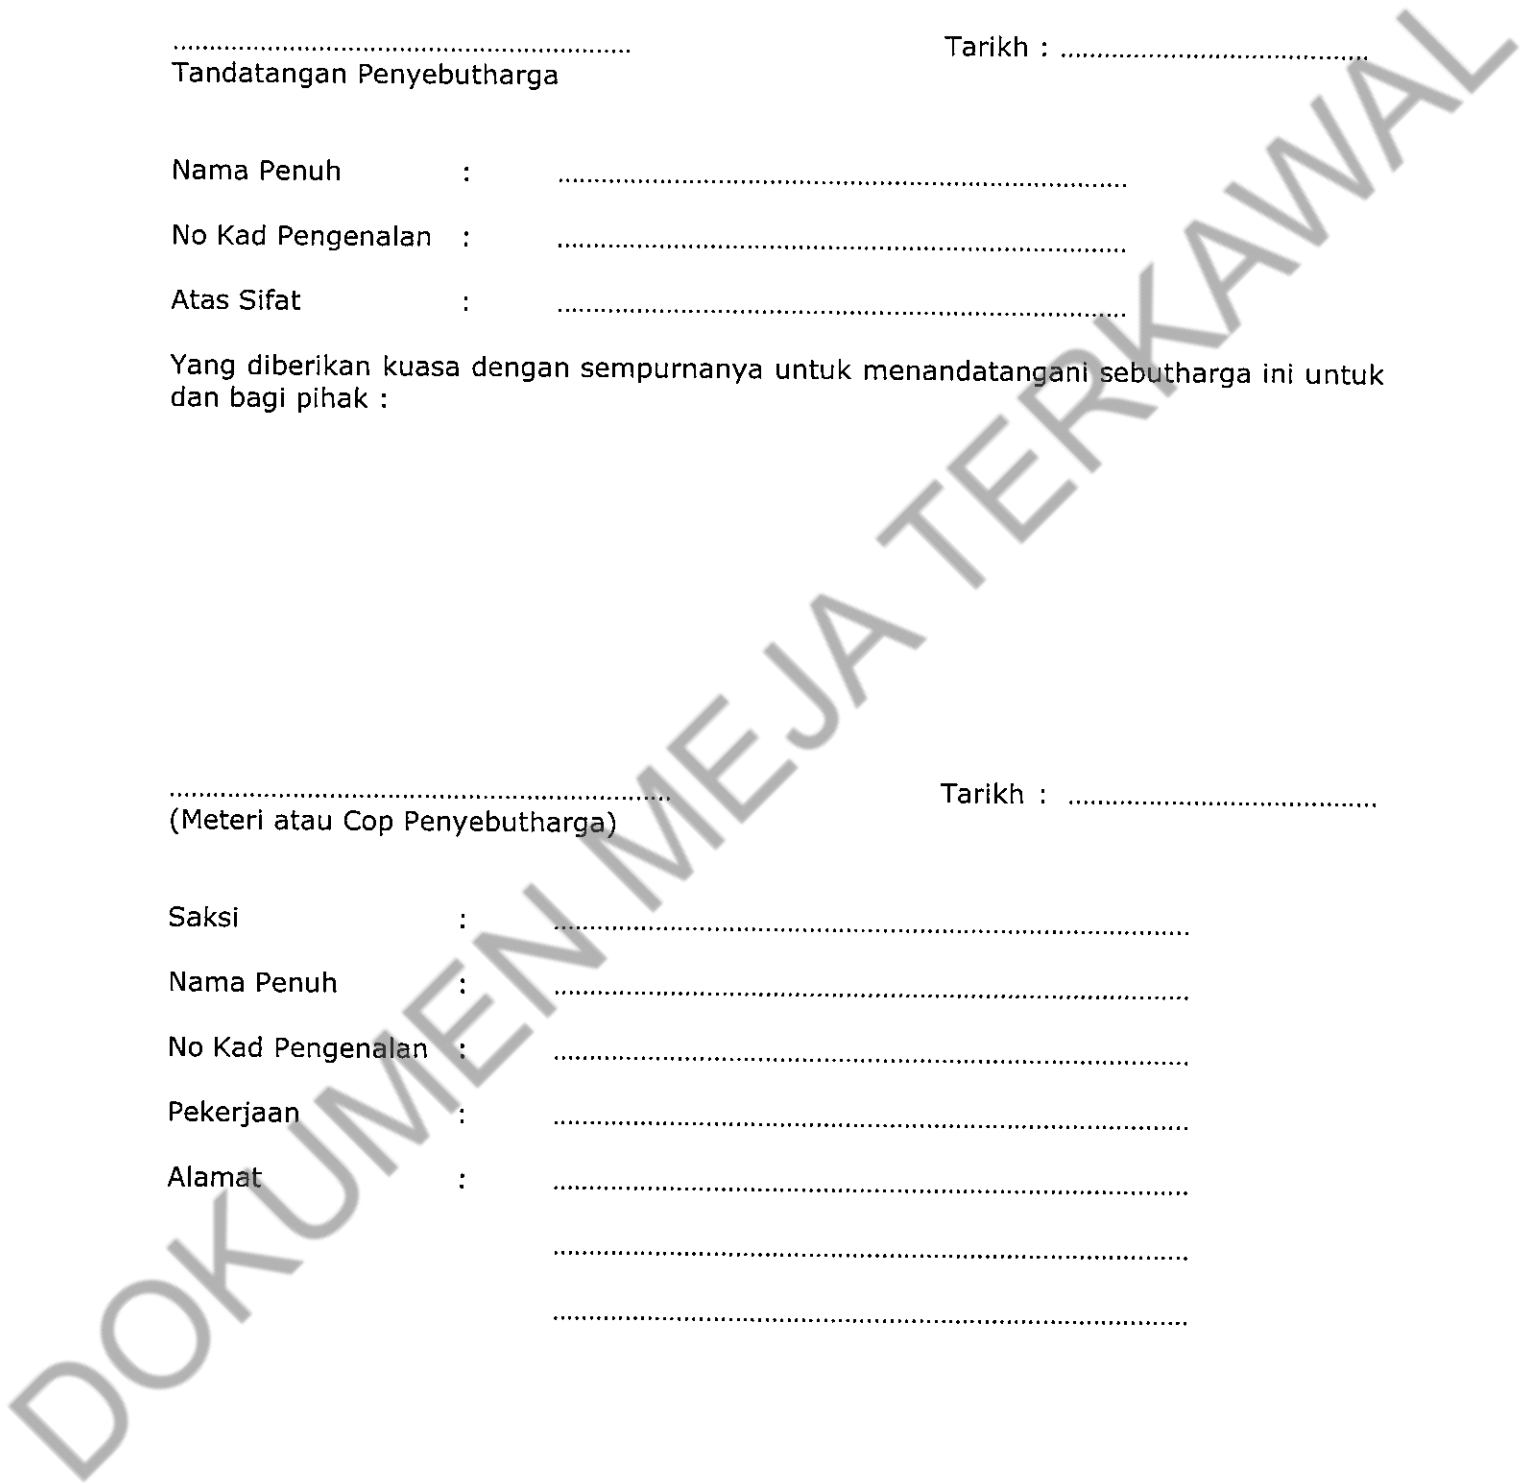 .............................................................. Tarikh : ..........................................
Tandatangan Penyebutharga
Nama Penuh : ..............................................................................
No Kad Pengenalan : ..............................................................................
Atas Sifat : ..............................................................................
Yang diberikan kuasa dengan sempurnanya untuk menandatangani sebutharga ini untuk
dan bagi pihak :
.................................................................... Tarikh : ..........................................
(Meteri atau Cop Penyebutharga)
Saksi : ......................................................................................
Nama Penuh : ......................................................................................
No Kad Pengenalan : ......................................................................................
Pekerjaan : ......................................................................................
Alamat : ......................................................................................
......................................................................................
......................................................................................
DOKUMEN MEJA TERKAWAL